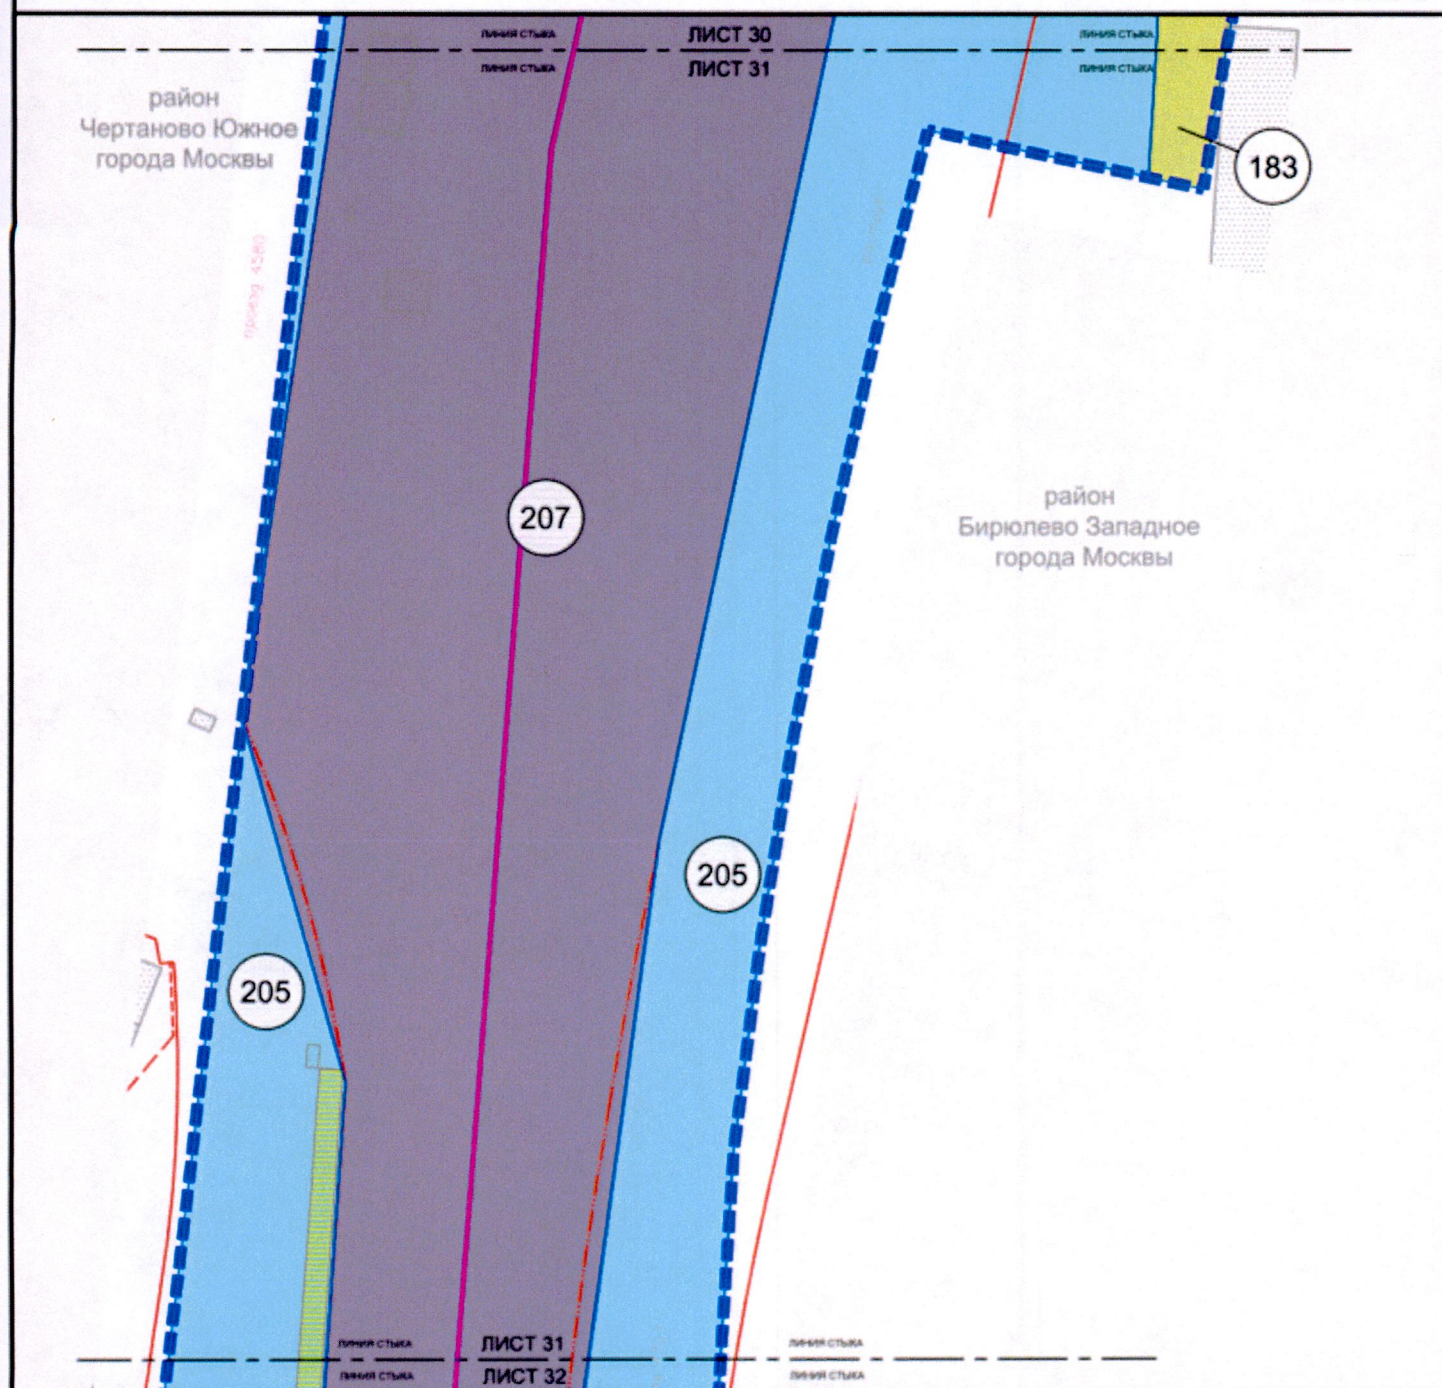 ЛИНИЯ СТЫКА ЛИСТ 30 ЛИНИЯ СТЫКА
ЛИНИЯ СТЫКА ЛИСТ 31 ЛИНИЯ СТЫКА
район
Чертаново Южное
города Москвы
183
проезд 4580
207
район
Бирюлево Западное
города Москвы
205
205
ЛИНИЯ СТЫКА ЛИСТ 31 ЛИНИЯ СТЫКА
ЛИНИЯ СТЫКА ЛИСТ 32 ЛИНИЯ СТЫКА